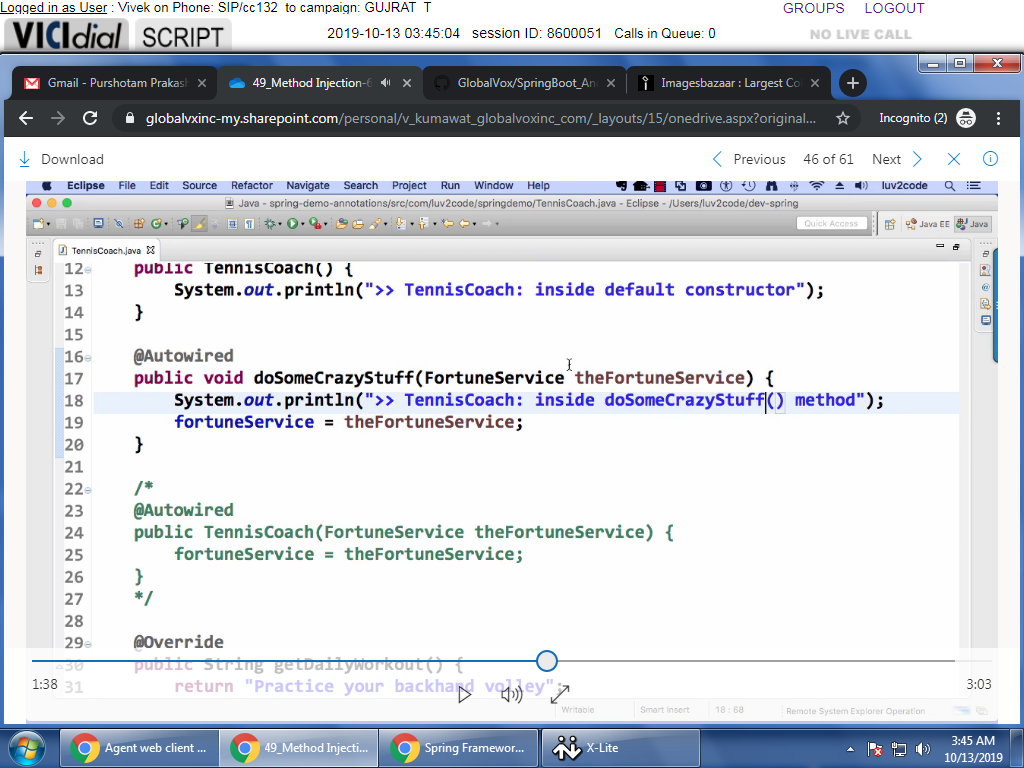 Logged in as User : Vivek on Phone: SIP/cc132 to campaign: GUJRAT_T GROUPS LOGOUT
VICIdial SCRIPT 2019-10-13 03:45:04 session ID: 8600051 Calls in Queue: 0 NO LIVE CALL
Gmail - Purshotam Prakas 49_Method Injection-6 GlobalVox/SpringBoot_An Imagesbazaar : Largest Co
globalvxinc-my.sharepoint.com/personal/v_kumawat_globalvoxinc_com/_layouts/15/onedrive.aspx?original... Incognito (2)
Download Previous 46 of 61 Next
Eclipse File Edit Source Refactor Navigate Search Project Run Window Help luv2code
Java - spring-demo-annotations/src/com/luv2code/springdemo/TennisCoach.java - Eclipse - /Users/luv2code/dev-spring
Quick Access Java EE Java
TennisCoach.java
12 public TennisCoach() {
13 System.out.println(">> TennisCoach: inside default constructor");
14 }
15
16 @Autowired
17 public void doSomeCrazyStuff(FortuneService theFortuneService) {
18 System.out.println(">> TennisCoach: inside doSomeCrazyStuff() method");
19 fortuneService = theFortuneService;
20 }
21
22 /*
23 @Autowired
24 public TennisCoach(FortuneService theFortuneService) {
25 fortuneService = theFortuneService;
26 }
27 */
28
29 @Override
30 public String getDailyWorkout() {
31 return "Practice your backhand volley";
1:38 3:03
Writable Smart Insert 18 : 68 Remote System Explorer Operation
Agent web client ... 49_Method Injecti... Spring Framewor... X-Lite 3:45 AM
10/13/2019